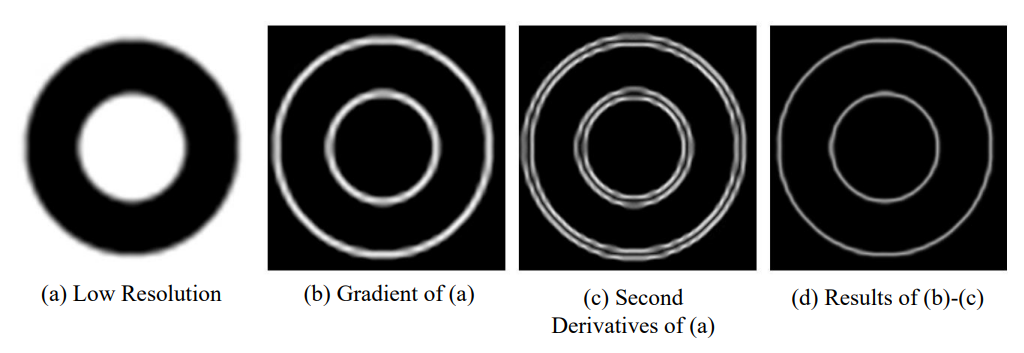 (a) Low Resolution
(b) Gradient of (a)
(c) Second
Derivatives of (a)
(d) Results of (b)-(c)